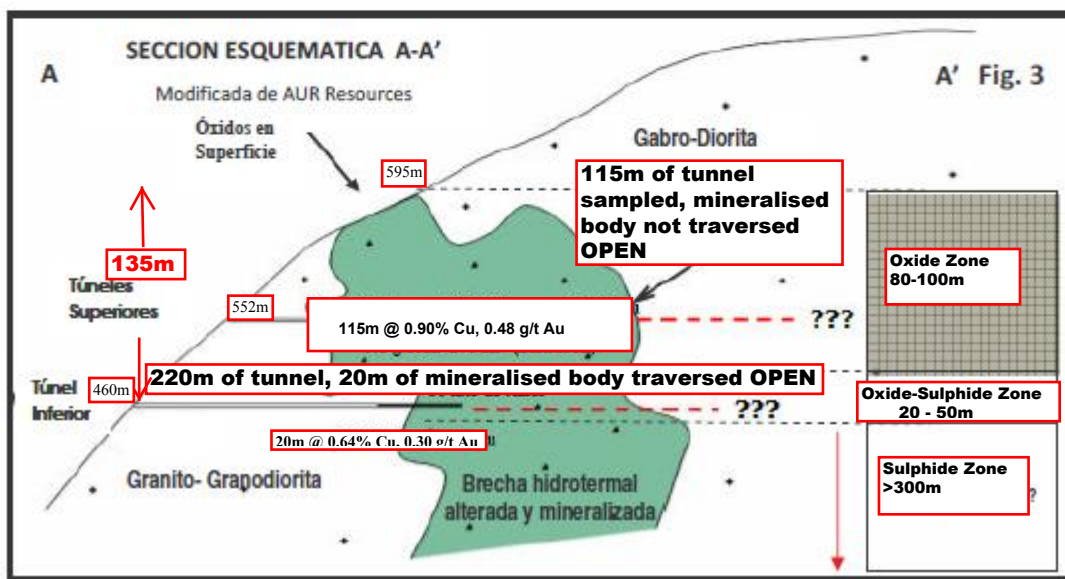 SECCION ESQUEMATICA A-A'
A
A' Fig. 3
Modificada de AUR Resources
Óxidos en
Superficie
Gabro-Diorita
595m
115m of tunnel
sampled, mineralised
body not traversed
OPEN
135m
Oxide Zone
80-100m
Túneles
Superiores
552m
115m @ 0.90% Cu, 0.48 g/t Au
???
220m of tunnel, 20m of mineralised body traversed OPEN
460m
Túnel
Inferior
???
Oxide-Sulphide Zone
20 - 50m
20m @ 0.64% Cu, 0.30 g/t Au
Granito- Grapodiorita
Brecha hidrotermal
alterada y mineralizada
Sulphide Zone
>300m
?